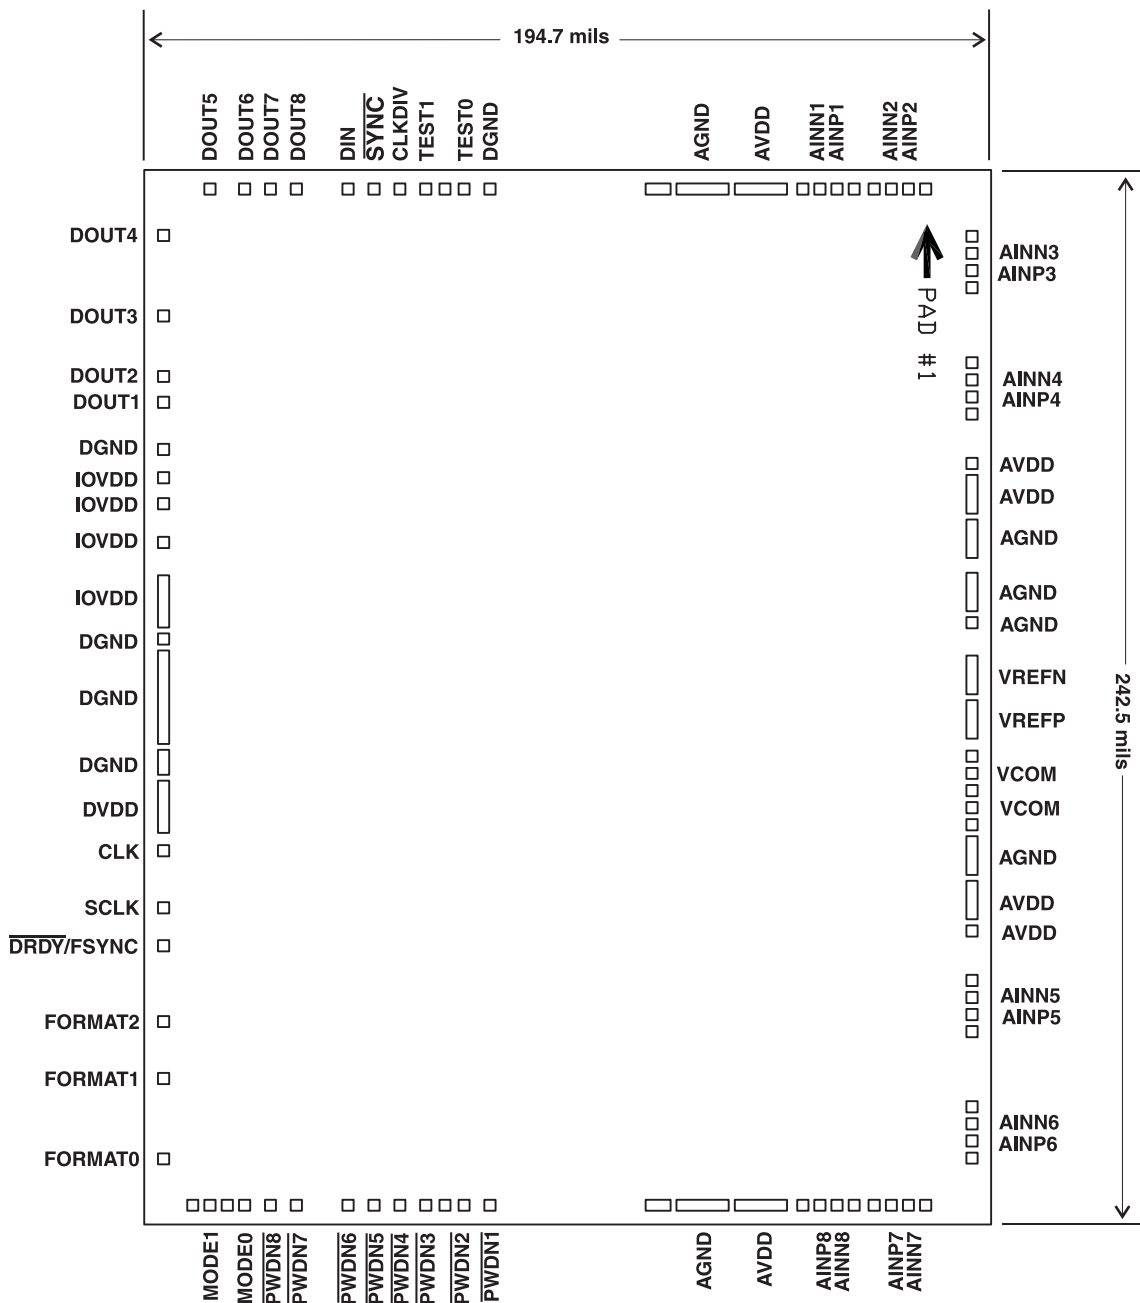 194.7 mils
DOUT5
DOUT6
DOUT7
DOUT8
DIN
SYNC
CLKDIV
TEST1
TEST0
DGND
AGND
AVDD
AINN1
AINP1
AINN2
AINP2
DOUT4
DOUT3
DOUT2
DOUT1
DGND
IOVDD
IOVDD
IOVDD
IOVDD
DGND
DGND
DGND
DVDD
CLK
SCLK
DRDY/FSYNC
FORMAT2
FORMAT1
FORMAT0
PAD #1
AINN3
AINP3
AINN4
AINP4
AVDD
AVDD
AGND
AGND
AGND
VREFN
VREFP
VCOM
VCOM
AGND
AVDD
AVDD
AINN5
AINP5
AINN6
AINP6
242.5 mils
MODE1
MODE0
PWDN8
PWDN7
PWDN6
PWDN5
PWDN4
PWDN3
PWDN2
PWDN1
AGND
AVDD
AINP8
AINN8
AINP7
AINN7